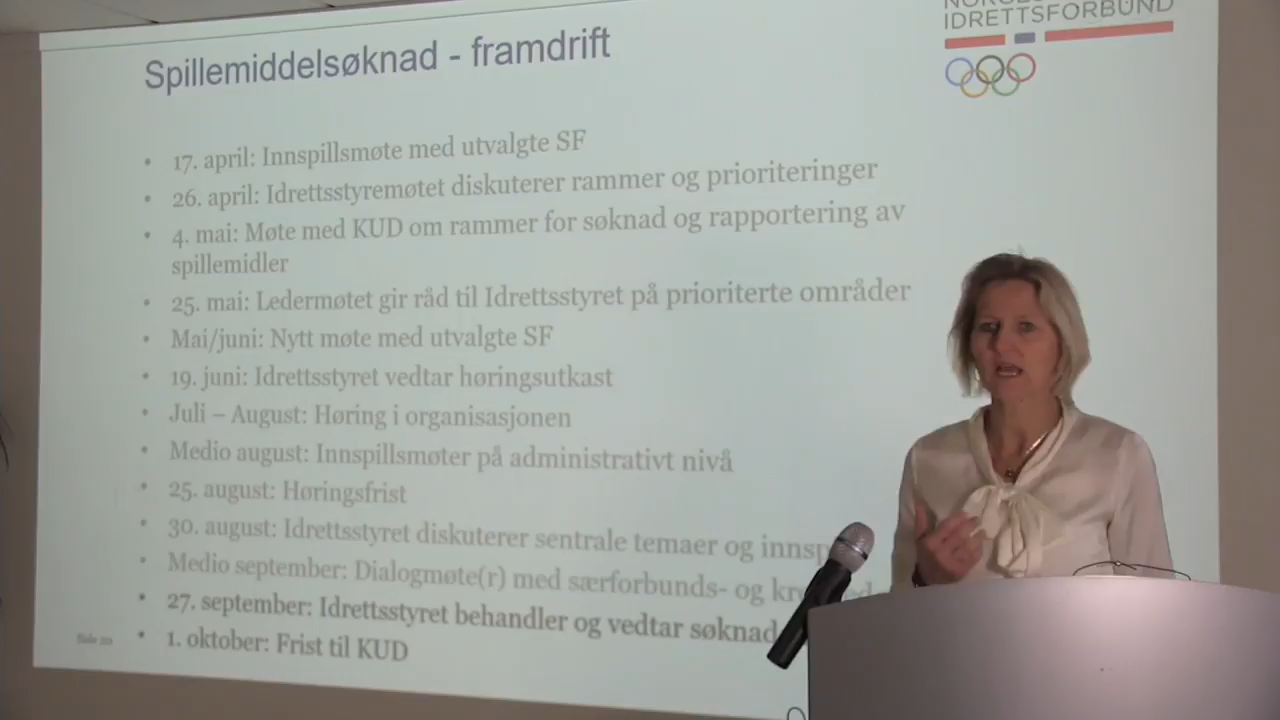 NORGES
IDRETTSFORBUND
Spillemiddelsøknad - framdrift
• 17. april: Innspillsmøte med utvalgte SF
• 26. april: Idrettsstyremøtet diskuterer rammer og prioriteringer
• 4. mai: Møte med KUD om rammer for søknad og rapportering av
spillemidler
• 25. mai: Ledermøtet gir råd til Idrettsstyret på prioriterte områder
• Mai/juni: Nytt møte med utvalgte SF
• 19. juni: Idrettsstyret vedtar høringsutkast
• Juli – August: Høring i organisasjonen
• Medio august: Innspillsmøter på administrativt nivå
• 25. august: Høringsfrist
• 30. august: Idrettsstyret diskuterer sentrale temaer og innsp
• Medio september: Dialogmøte(r) med særforbunds- og
• 27. september: Idrettsstyret behandler og vedtar søknad
• 1. oktober: Frist til KUD
Side 20